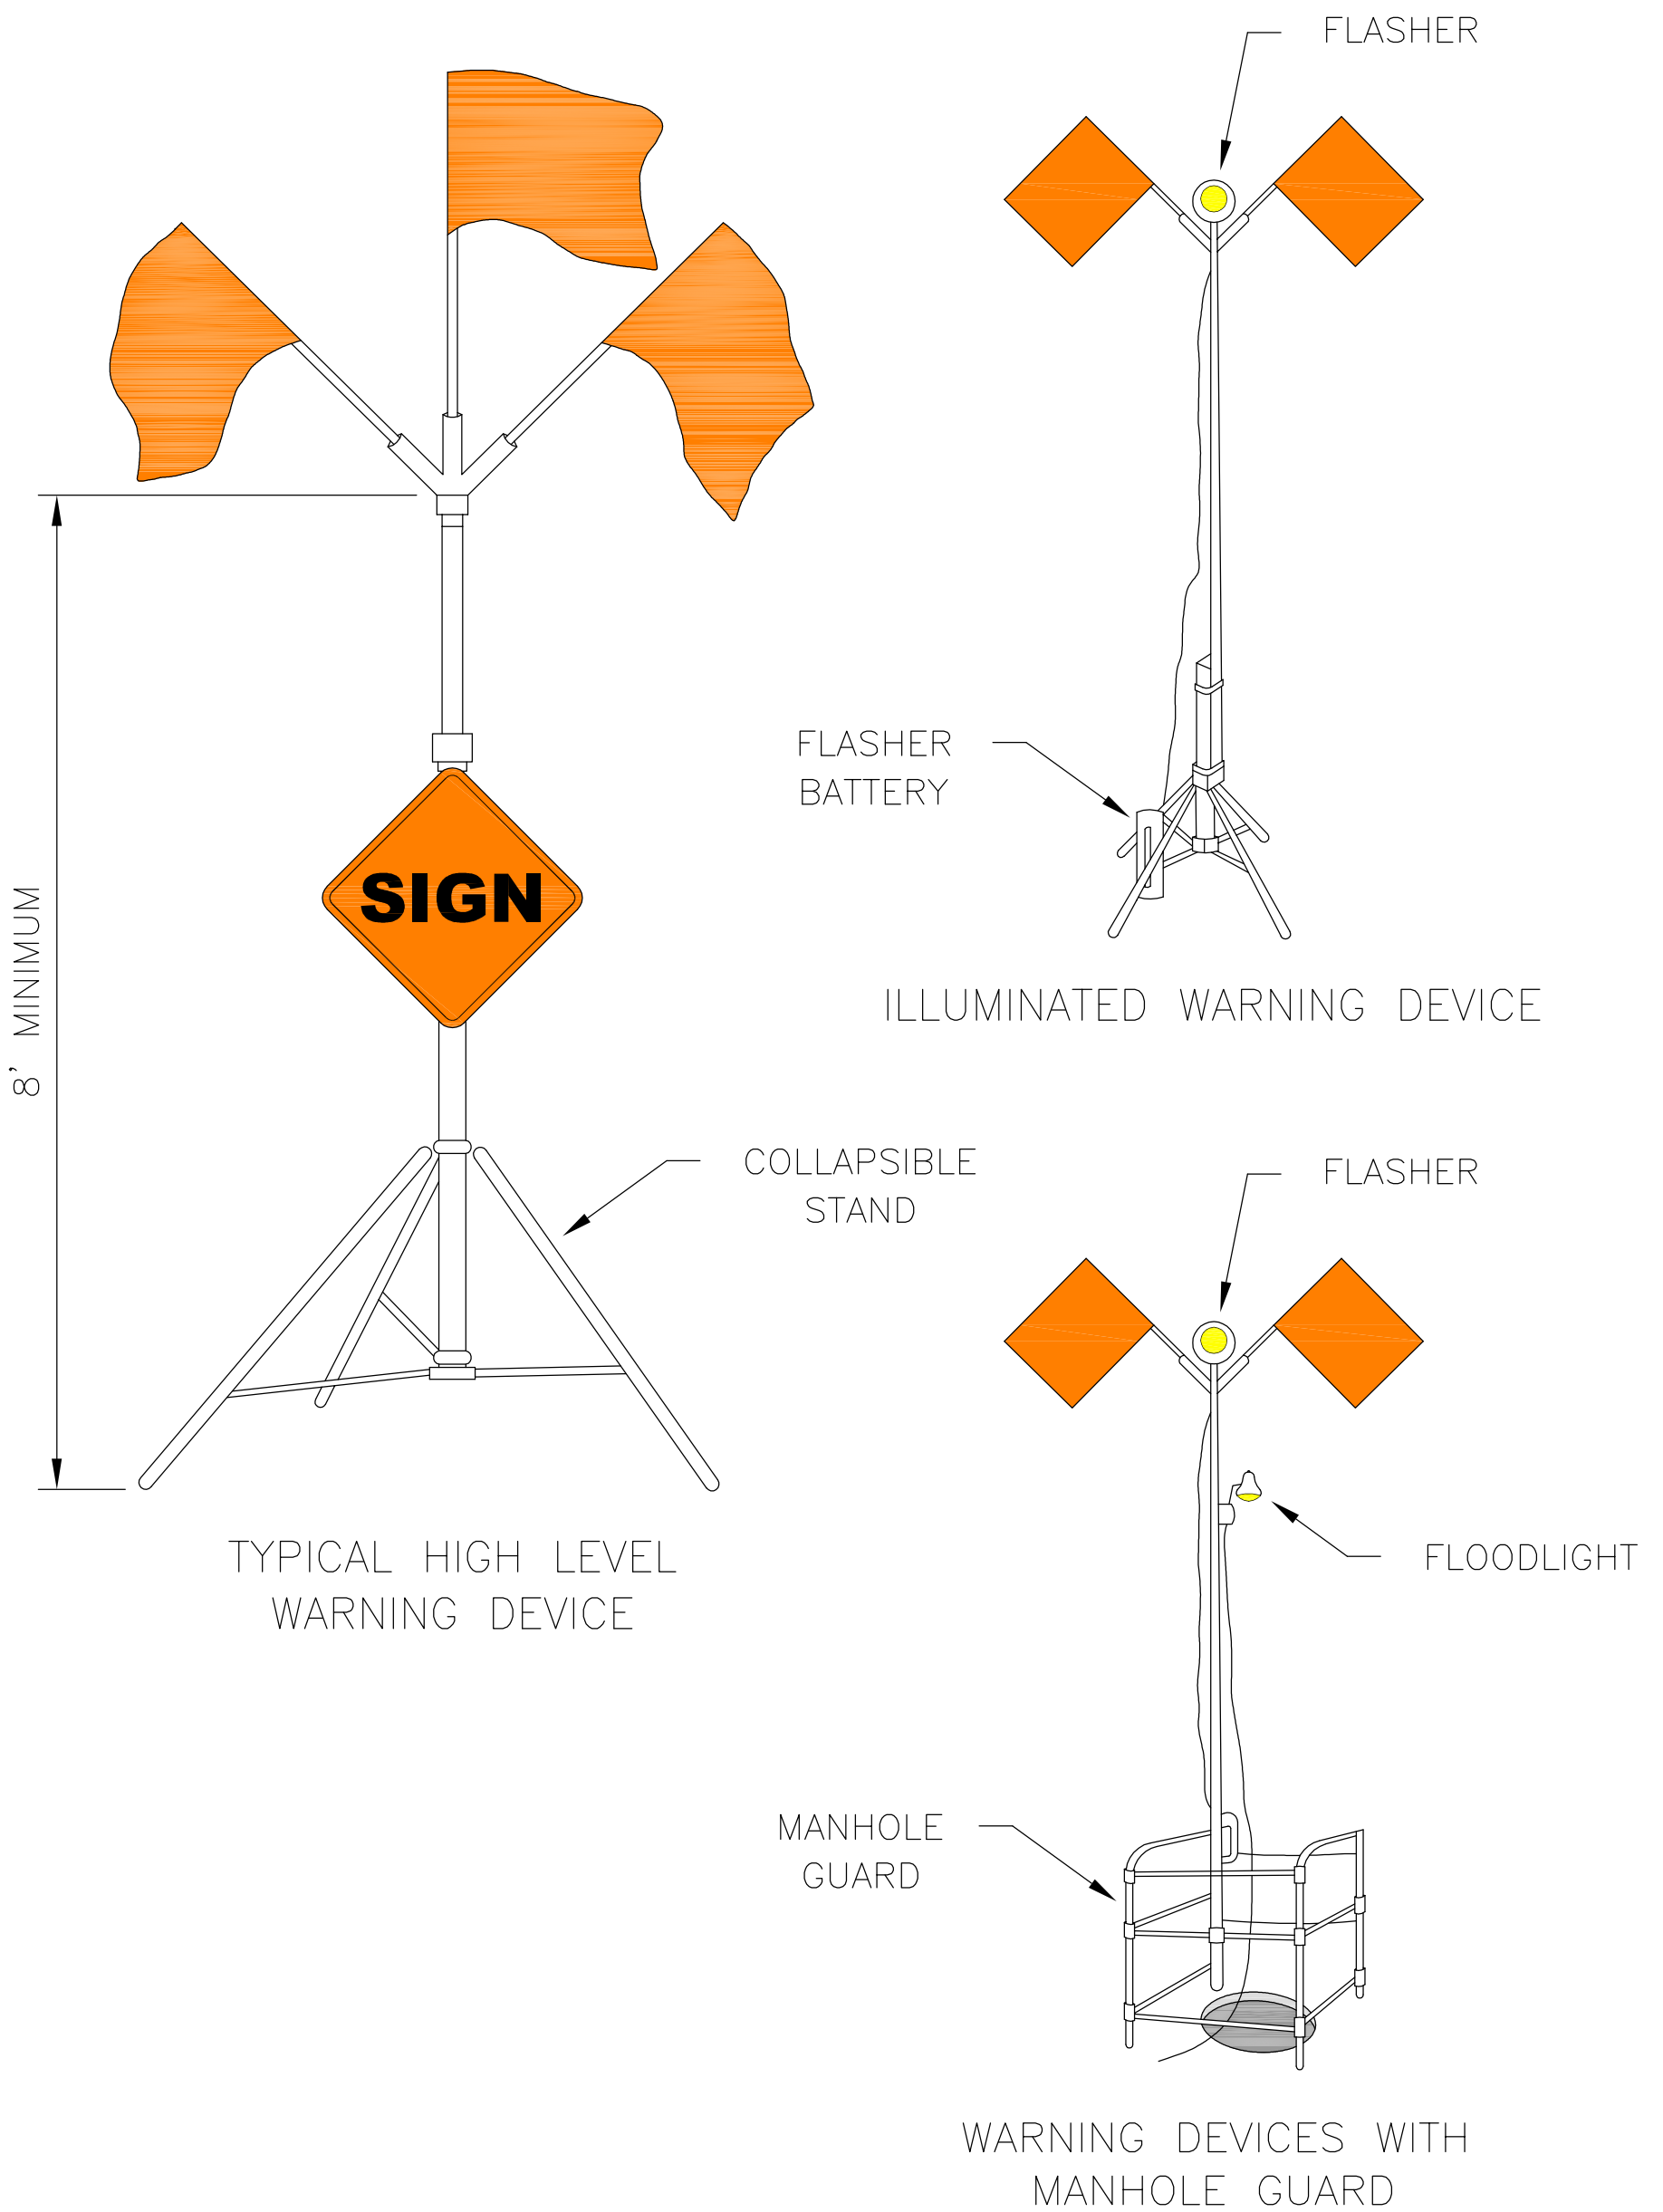 FLASHER
FLASHER
BATTERY
SIGN
8' MINIMUM
ILLUMINATED WARNING DEVICE
COLLAPSIBLE
STAND
FLASHER
TYPICAL HIGH LEVEL
WARNING DEVICE
FLOODLIGHT
MANHOLE
GUARD
WARNING DEVICES WITH
MANHOLE GUARD